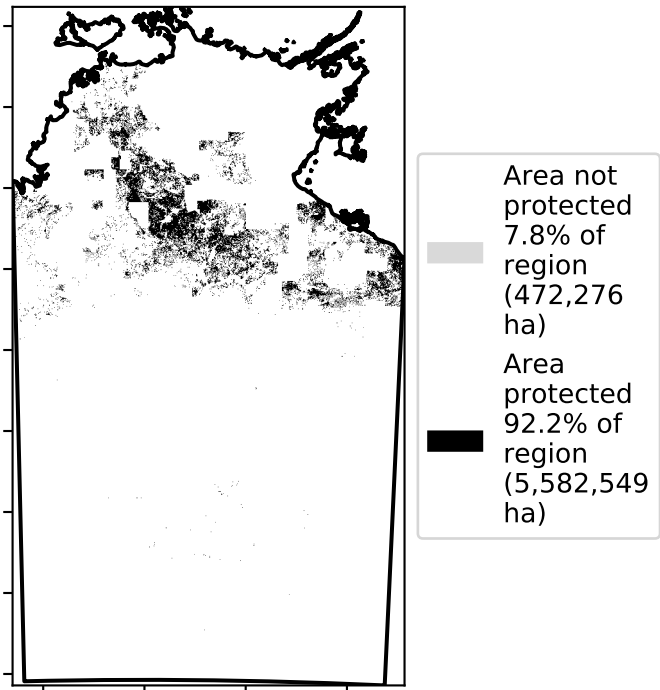 Area not
protected
7.8% of
region
(472,276
ha)
Area
protected
92.2% of
region
(5,582,549
ha)